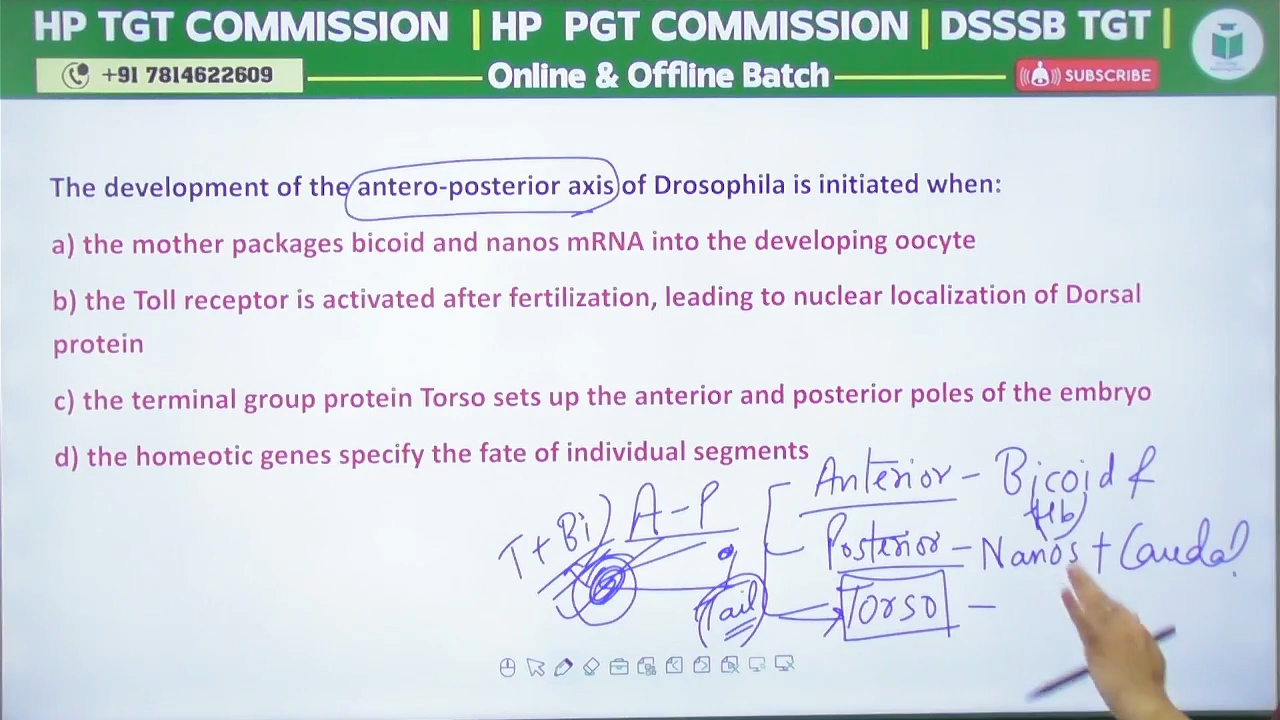 HP TGT COMMISSION | HP PGT COMMISSION | DSSSB TGT |
+91 7814622609
Online & Offline Batch
SUBSCRIBE
The development of the antero-posterior axis of Drosophila is initiated when:
a) the mother packages bicoid and nanos mRNA into the developing oocyte
b) the Toll receptor is activated after fertilization, leading to nuclear localization of Dorsal
protein
c) the terminal group protein Torso sets up the anterior and posterior poles of the embryo
d) the homeotic genes specify the fate of individual segments
Anterior - Bicoid &
(Hb)
T+Bi) A-P
Posterior - Nanos + Caudal
Tail
Torso -